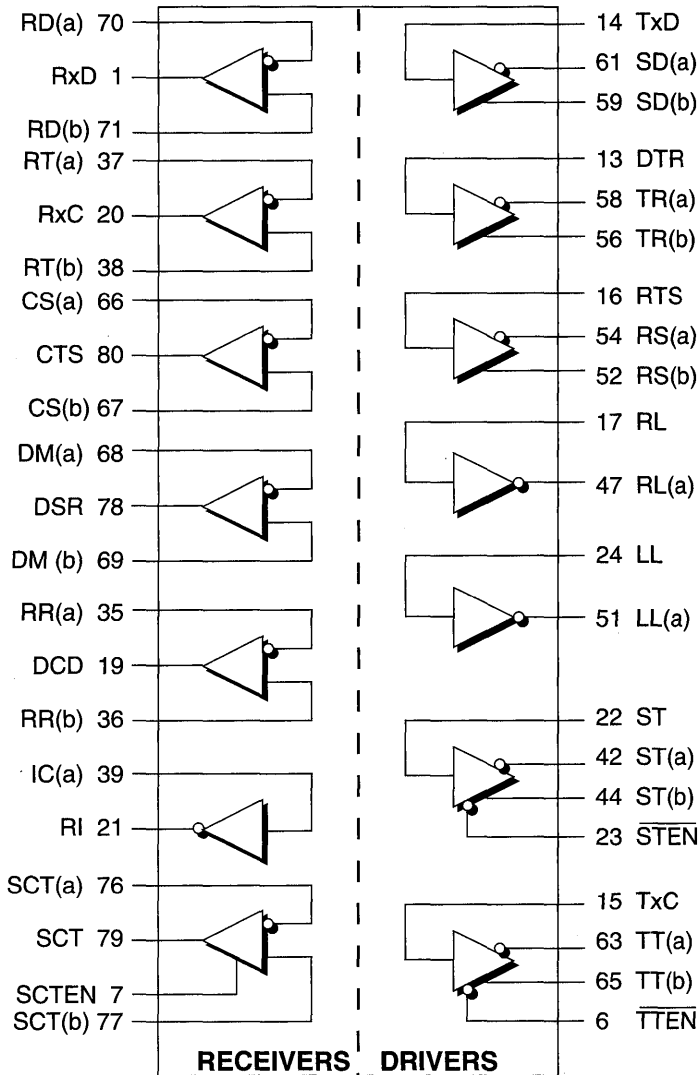 RD(a) 70
RxD 1
RD(b) 71
RT(a) 37
RxC 20
RT(b) 38
CS(a) 66
CTS 80
CS(b) 67
DM(a) 68
DSR 78
DM (b) 69
RR(a) 35
DCD 19
RR(b) 36
IC(a) 39
RI 21
SCT(a) 76
SCT 79
SCTEN 7
SCT(b) 77
14 TxD
61 SD(a)
59 SD(b)
13 DTR
58 TR(a)
56 TR(b)
16 RTS
54 RS(a)
52 RS(b)
17 RL
47 RL(a)
24 LL
51 LL(a)
22 ST
42 ST(a)
44 ST(b)
23 S̅T̅E̅N̅
15 TxC
63 TT(a)
65 TT(b)
6 T̅T̅E̅N̅
RECEIVERS DRIVERS